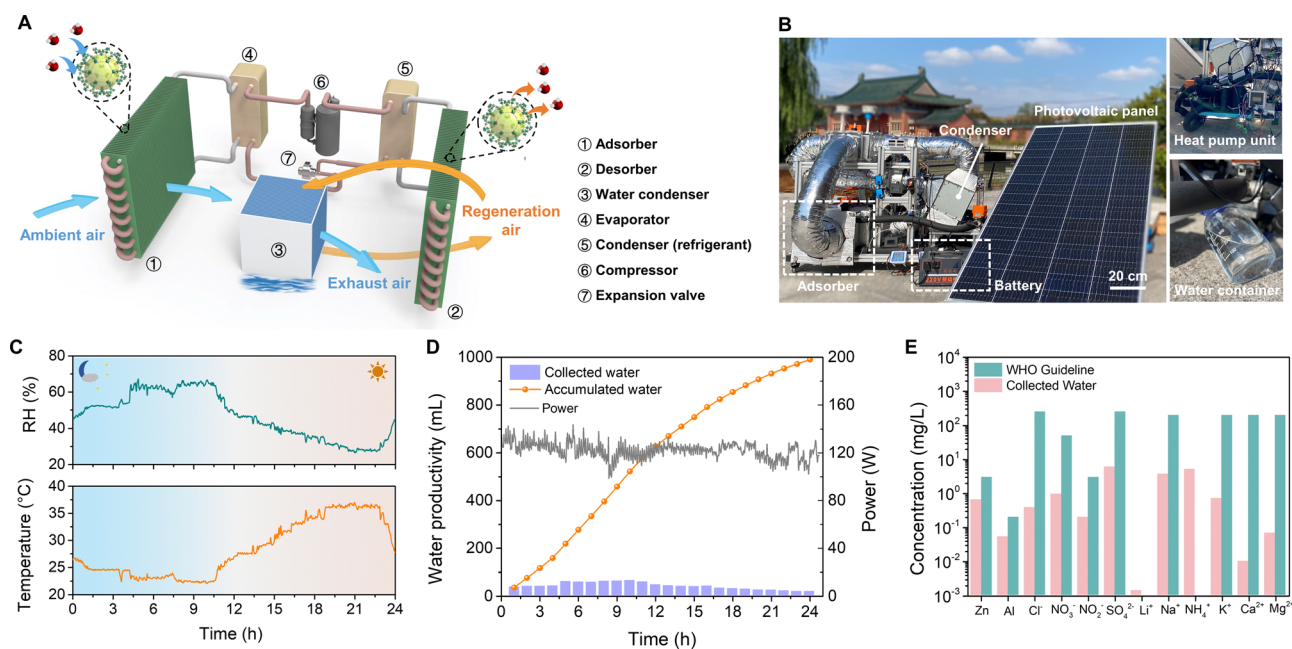 A
④
⑥
⑤
⑦
Ambient air
①
③
Exhaust air
Regeneration
air
②
① Adsorber
② Desorber
③ Water condenser
④ Evaporator
⑤ Condenser (refrigerant)
⑥ Compressor
⑦ Expansion valve
B
Photovoltaic panel
Condenser
Adsorber
Battery
20 cm
Heat pump unit
Water container
C
80
60
40
20
RH (%)
40
35
30
25
20
Temperature (°C)
0 3 6 9 12 15 18 21 24
Time (h)
D
1000
800
600
400
200
0
Water productivity (mL)
Collected water
Accumulated water
Power
200
160
120
80
40
0
Power (W)
0 3 6 9 12 15 18 21 24
Time (h)
E
10⁴
10³
10²
10¹
10⁰
10⁻¹
10⁻²
10⁻³
Concentration (mg/L)
WHO Guideline
Collected Water
Zn Al Cl⁻ NO₃⁻ NO₂⁻ SO₄²⁻ Li⁺ Na⁺ NH₄⁺ K⁺ Ca²⁺ Mg²⁺